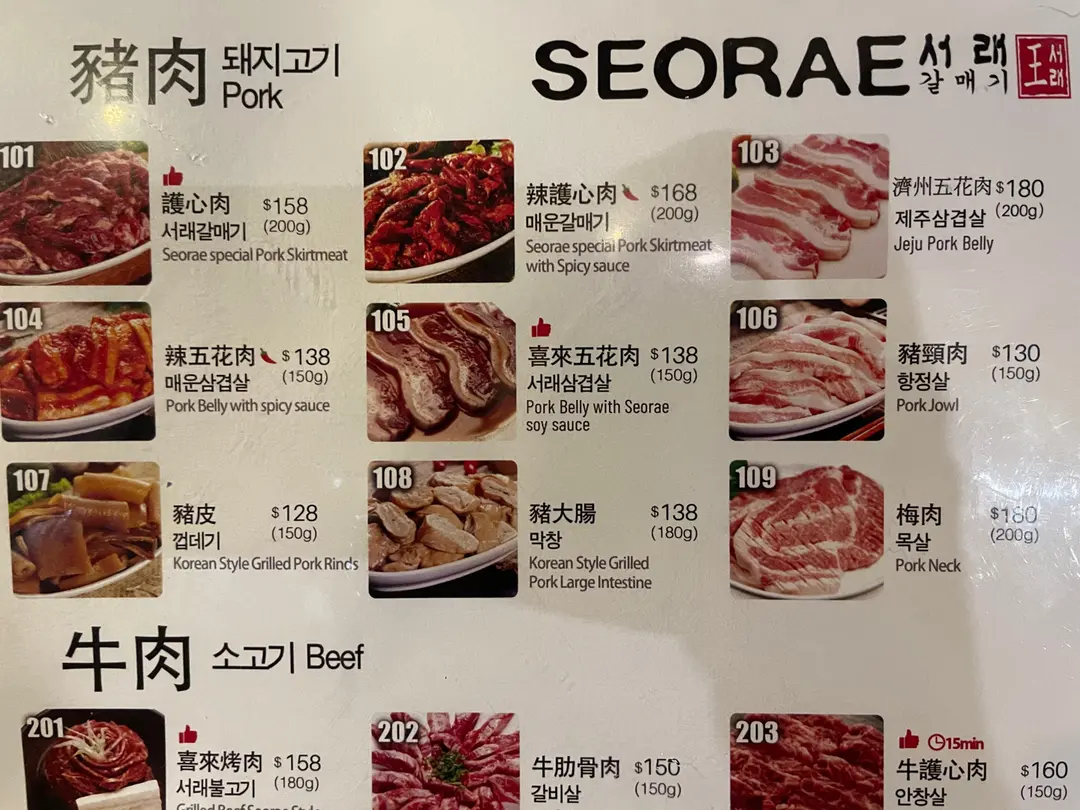 豬肉 돼지고기
Pork
SEORAE 서래
갈매기
王 서래
101
護心肉 $158
서래갈매기 (200g)
Seorae special Pork Skirtmeat
102
辣護心肉 $168
매운갈매기 (200g)
Seorae special Pork Skirtmeat
with Spicy sauce
103
濟州五花肉 $180
제주삼겹살 (200g)
Jeju Pork Belly
104
辣五花肉 $138
매운삼겹살 (150g)
Pork Belly with spicy sauce
105
喜來五花肉 $138
서래삼겹살 (150g)
Pork Belly with Seorae
soy sauce
106
豬頸肉 $130
항정살 (150g)
Pork Jowl
107
豬皮 $128
껍데기 (150g)
Korean Style Grilled Pork Rinds
108
豬大腸 $138
막창 (180g)
Korean Style Grilled
Pork Large Intestine
109
梅肉
목살 (200g)
Pork Neck
牛肉 소고기 Beef
201
喜來烤肉 $158
서래불고기 (180g)
202
牛肋骨肉 $150
갈비살 (150g)
203
15min
牛護心肉 $160
안창살 (150g)